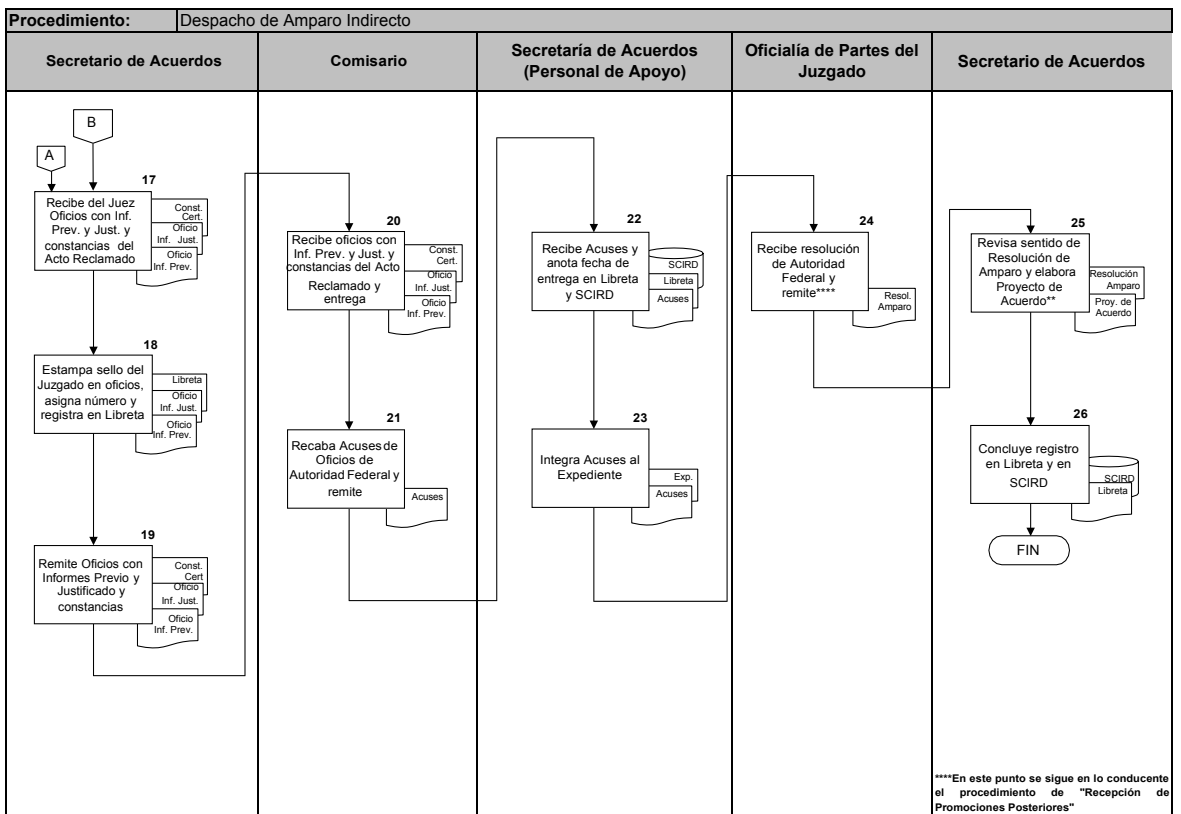 Procedimiento: Despacho de Amparo Indirecto
Secretario de Acuerdos
Comisario
Secretaría de Acuerdos
(Personal de Apoyo)
Oficialía de Partes del
Juzgado
Secretario de Acuerdos
B
A
17
Recibe del Juez
Oficios con Inf.
Prev. y Just. y
constancias del
Acto Reclamado
Const.
Cert.
Oficio
Inf. Just.
Oficio
Inf. Prev.
18
Estampa sello del
Juzgado en oficios,
asigna número y
registra en Libreta
Libreta
Oficio
Inf. Just.
Oficio
Inf. Prev.
19
Remite Oficios con
Informes Previo y
Justificado y
constancias
Const.
Cert
Oficio
Inf. Just.
Oficio
Inf. Prev.
20
Recibe oficios con
Inf. Prev. y Just. y
constancias del Acto
Reclamado y
entrega
Const.
Cert.
Oficio
Inf. Just.
Oficio
Inf. Prev.
21
Recaba Acuses de
Oficios de
Autoridad Federal y
remite
Acuses
22
Recibe Acuses y
anota fecha de
entrega en Libreta
y SCIRD
SCIRD
Libreta
Acuses
23
Integra Acuses al
Expediente
Exp.
Acuses
24
Recibe resolución
de Autoridad
Federal y
remite****
Resol.
Amparo
25
Revisa sentido de
Resolución de
Amparo y elabora
Proyecto de
Acuerdo**
Resolución
Amparo
Proy. de
Acuerdo
26
Concluye registro
en Libreta y en
SCIRD
SCIRD
Libreta
FIN
****En este punto se sigue en lo conducente
el procedimiento de "Recepción de
Promociones Posteriores"